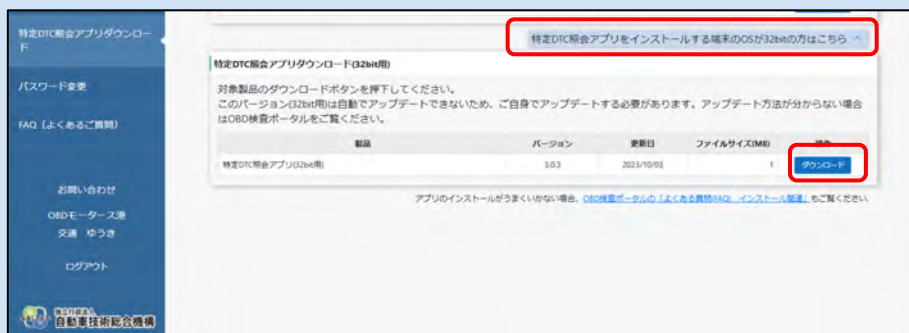 特定DTC照会アプリダウンロー
ド
パスワード変更
FAQ（よくあるご質問）
お問い合わせ
OBDモータース港
交通 ゆうき
ログアウト
独立行政法人
自動車技術総合機構
特定DTC照会アプリをインストールする端末のOSが32bitの方はこちら
特定DTC照会アプリダウンロード(32bit用)
対象製品のダウンロードボタンを押下してください。
このバージョン(32bit用)は自動でアップデートできないため、ご自身でアップデートする必要があります。アップデート方法が分からない場合
はOBD検査ポータルをご覧ください。
製品 バージョン 更新日 ファイルサイズ(MB)
特定DTC照会アプリ(32bit用) 3.0.3 2023/10/03 1 ダウンロード
アプリのインストールがうまくいかない場合、OBD検査ポータルの「よくある質問(FAQ) インストール関連」もご覧ください。